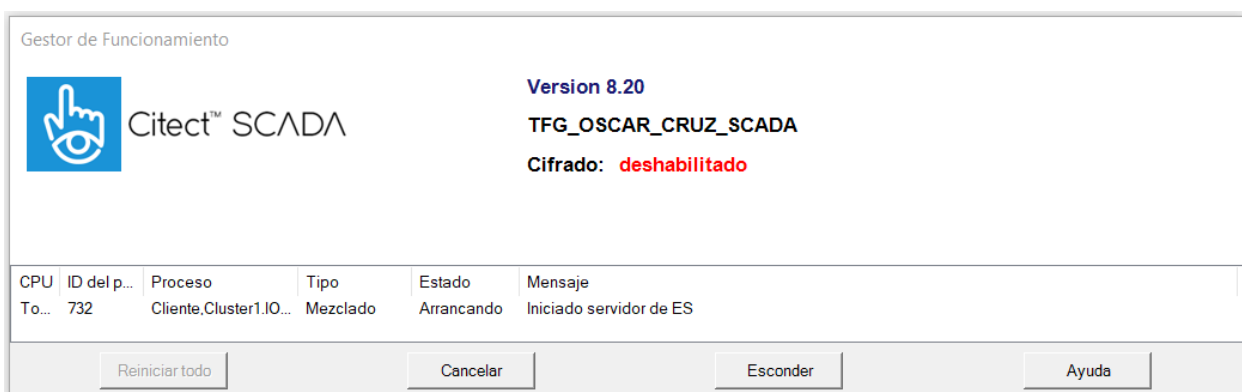 Gestor de Funcionamiento
Citect™ SCADA
Version 8.20
TFG_OSCAR_CRUZ_SCADA
Cifrado: deshabilitado
CPU ID del p... Proceso Tipo Estado Mensaje
To... 732 Cliente,Cluster1.IO... Mezclado Arrancando Iniciado servidor de ES
Reiniciar todo Cancelar Esconder Ayuda